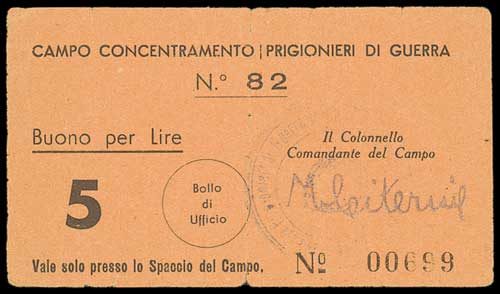 CAMPO CONCENTRAMENTO PRIGIONIERI DI GUERRA
N.º 82
Buono per Lire
5
Bollo
di
Ufficio
Il Colonnello
Comandante del Campo
Vale solo presso lo Spaccio del Campo.
Nº 00699